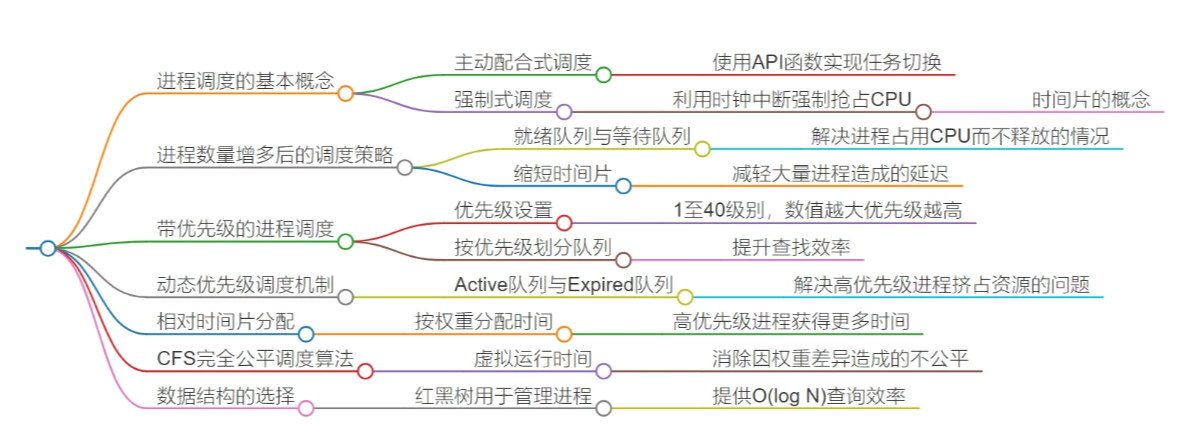 进程调度的基本概念
主动配合式调度
使用API函数实现任务切换
强制式调度
利用时钟中断强制抢占CPU
时间片的概念
进程数量增多后的调度策略
就绪队列与等待队列
解决进程占用CPU而不释放的情况
缩短时间片
减轻大量进程造成的延迟
带优先级的进程调度
优先级设置
1至40级别，数值越大优先级越高
按优先级划分队列
提升查找效率
动态优先级调度机制
Active队列与Expired队列
解决高优先级进程挤占资源的问题
相对时间片分配
按权重分配时间
高优先级进程获得更多时间
CFS完全公平调度算法
虚拟运行时间
消除因权重差异造成的不公平
数据结构的选择
红黑树用于管理进程
提供O(log N)查询效率